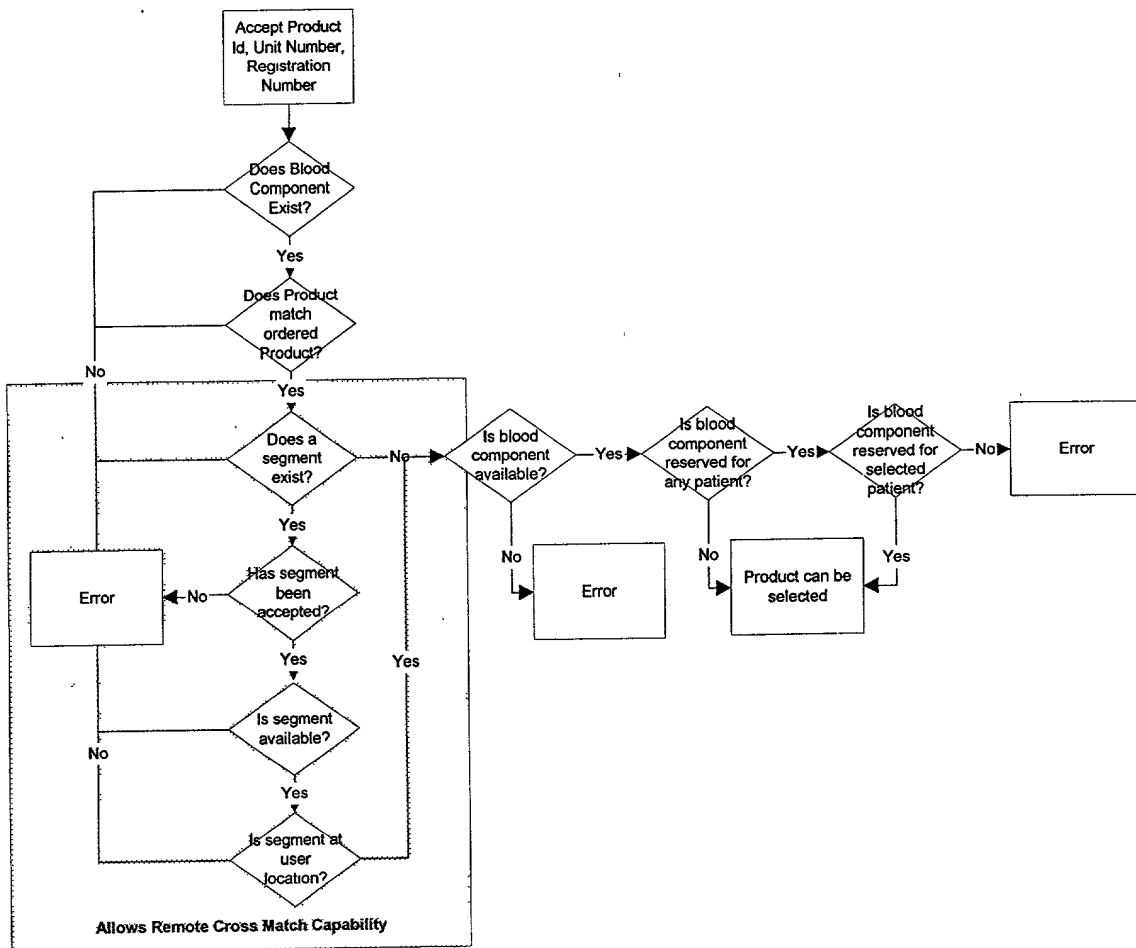 Accept Product
Id, Unit Number,
Registration
Number
Does Blood
Component
Exist?
Yes
Does Product
match
ordered
Product?
No
Yes
Does a
segment
exist?
No
Is blood
component
available?
Yes
Is blood
component
reserved for
any patient?
Yes
Is blood
component
reserved for
selected
patient?
No
Error
Yes
No
Error
No
Product can be
selected
Yes
Error
No
Has segment
been
accepted?
Yes
Yes
Is segment
available?
No
Yes
Is segment at
user
location?
Allows Remote Cross Match Capability